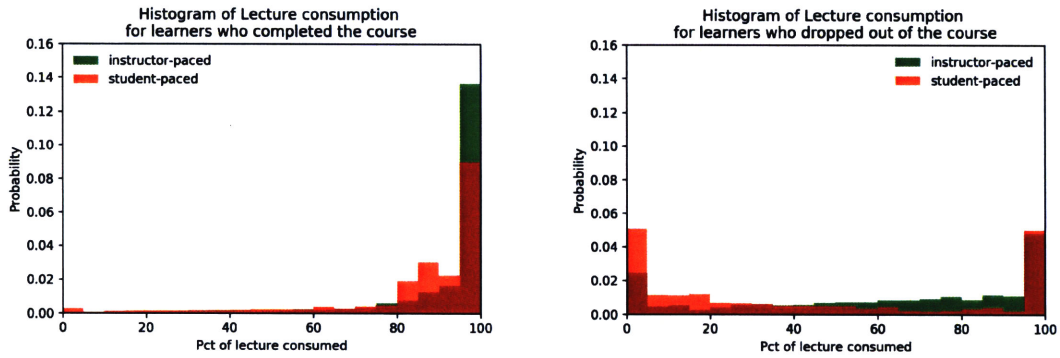 Histogram of Lecture consumption
for learners who completed the course
0.16
instructor-paced
student-paced
0.14
0.12
0.10
0.08
0.06
0.04
0.02
0.00
Probability
0 20 40 60 80 100
Pct of lecture consumed
Histogram of Lecture consumption
for learners who dropped out of the course
0.16
instructor-paced
student-paced
0.14
0.12
0.10
0.08
0.06
0.04
0.02
0.00
Probability
0 20 40 60 80 100
Pct of lecture consumed